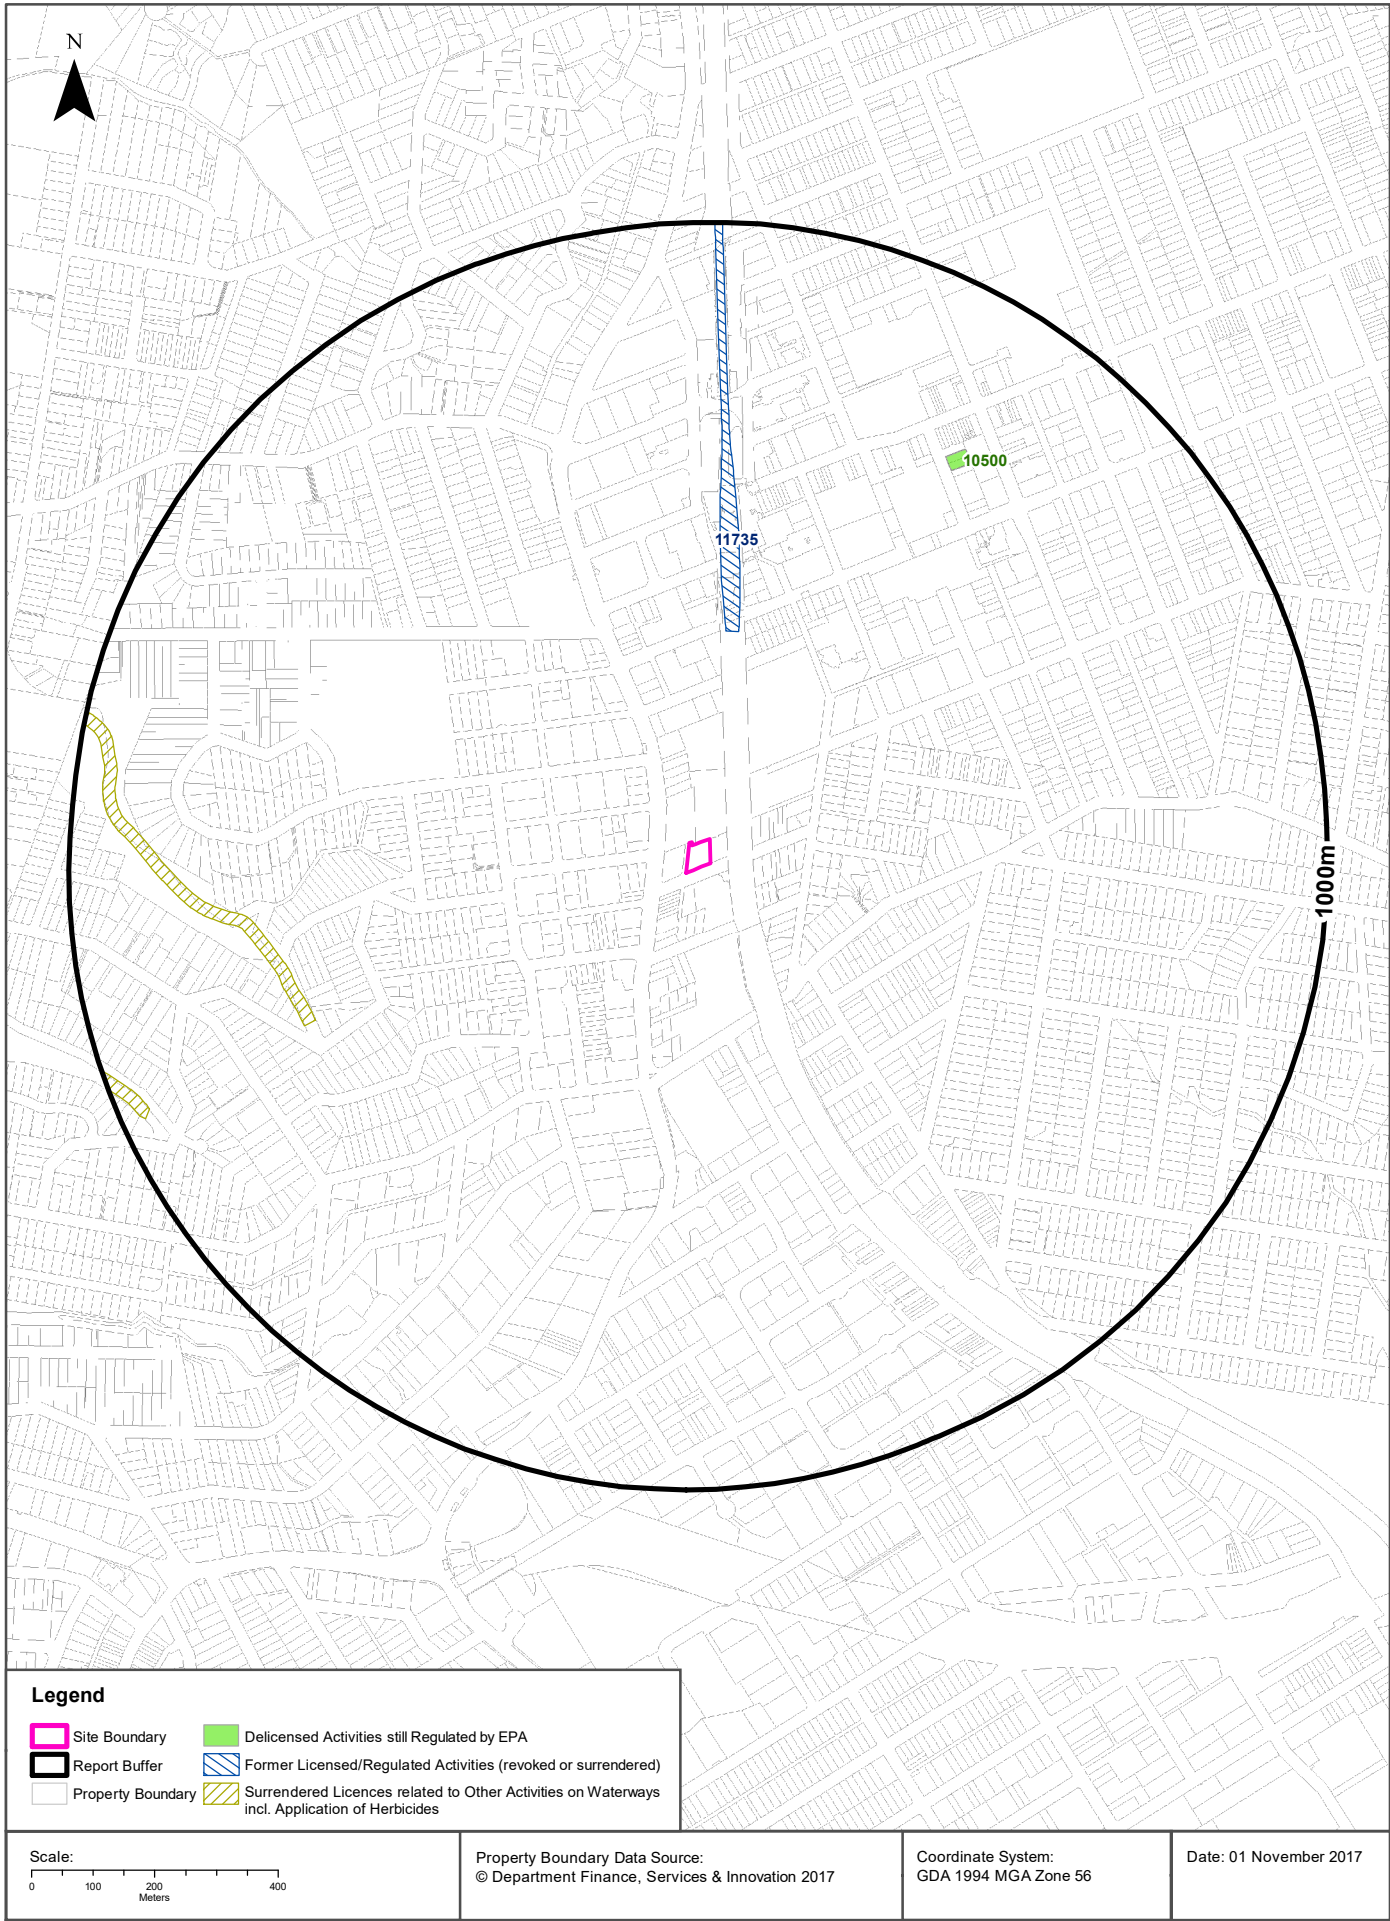 N
10500
11735
1000m
Legend
Site Boundary
Report Buffer
Property Boundary
Delicensed Activities still Regulated by EPA
Former Licensed/Regulated Activities (revoked or surrendered)
Surrendered Licences related to Other Activities on Waterways
incl. Application of Herbicides
Scale:
0 100 200 400
Meters
Property Boundary Data Source:
© Department Finance, Services & Innovation 2017
Coordinate System:
GDA 1994 MGA Zone 56
Date: 01 November 2017